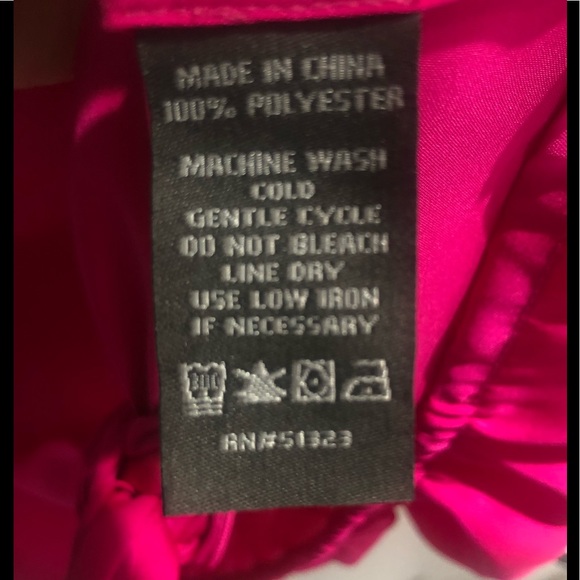 MADE IN CHINA
100% POLYESTER
MACHINE WASH
COLD
GENTLE CYCLE
DO NOT BLEACH
LINE DRY
USE LOW IRON
IF NECESSARY
30C
RN#51323